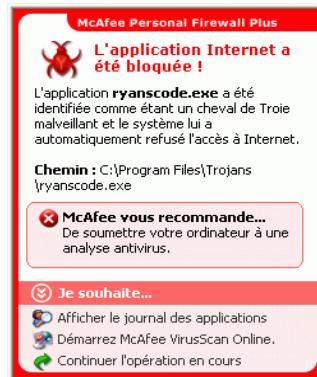 McAfee Personal Firewall Plus
L'application Internet a
été bloquée !
L'application ryanscode.exe a été
identifiée comme étant un cheval de Troie
malveillant et le système lui a
automatiquement refusé l'accès à Internet.
Chemin : C:\Program Files\Trojans
\ryanscode.exe
McAfee vous recommande...
De soumettre votre ordinateur à une
analyse antivirus.
Je souhaite...
Afficher le journal des applications
Démarrez McAfee VirusScan Online.
Continuer l'opération en cours